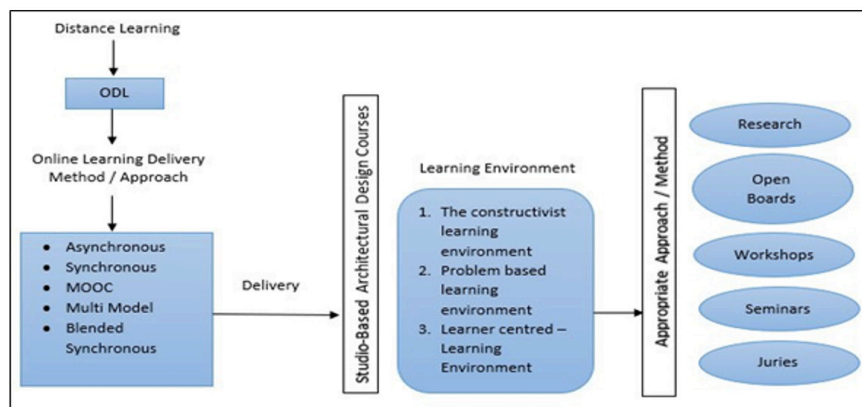 Distance Learning
ODL
Online Learning Delivery
Method / Approach
• Asynchronous
• Synchronous
• MOOC
• Multi Model
• Blended
Synchronous
Delivery
Studio-Based Architectural Design Courses
Learning Environment
1. The constructivist
learning
environment
2. Problem based
learning
environment
3. Learner centred –
Learning
Environment
Appropriate Approach / Method
Research
Open
Boards
Workshops
Seminars
Juries